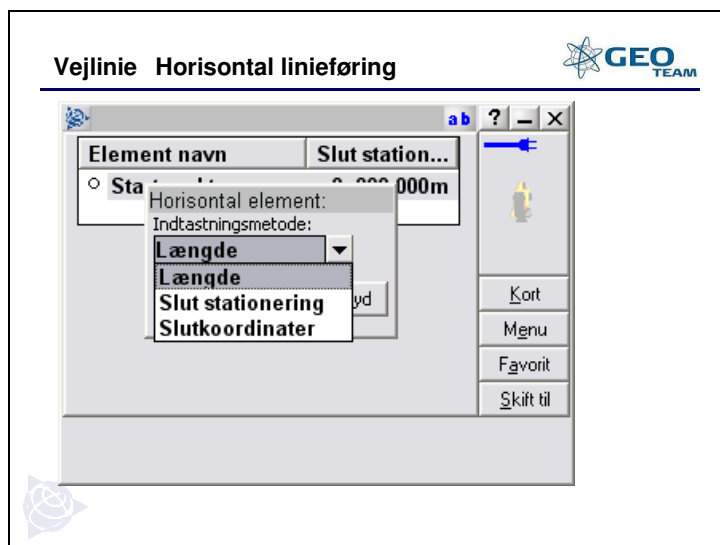 Vejlinie Horisontal linieføring
GEO
TEAM
ab ? – X
Element navn Slut station...
Horisontal element:
Indtastningsmetode:
Længde
Længde
Slut stationering
Slutkoordinater
Kort
Menu
Favorit
Skift til